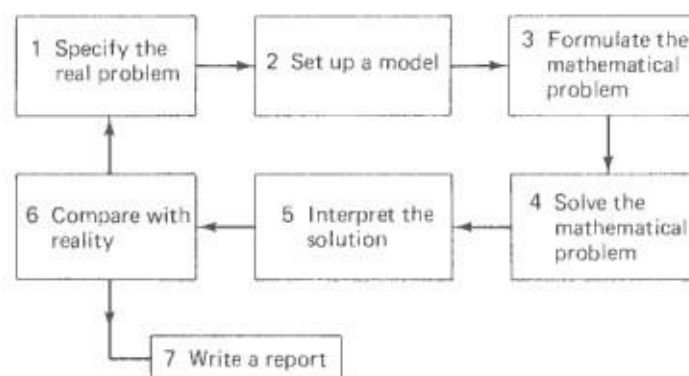 1 Specify the
real problem
2 Set up a model
3 Formulate the
mathematical
problem
4 Solve the
mathematical
problem
5 Interpret the
solution
6 Compare with
reality
7 Write a report